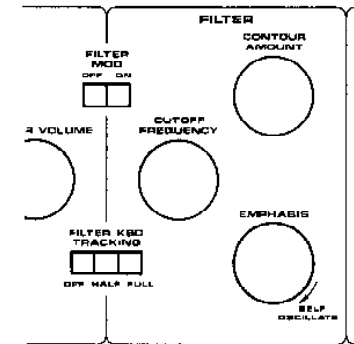 FILTER
CONTOUR
AMOUNT
FILTER
MOD
OFF ON
R VOLUME
CUTOFF
FREQUENCY
EMPHASIS
FILTER KBD
TRACKING
OFF HALF FULL
SELF
OSCILLATE